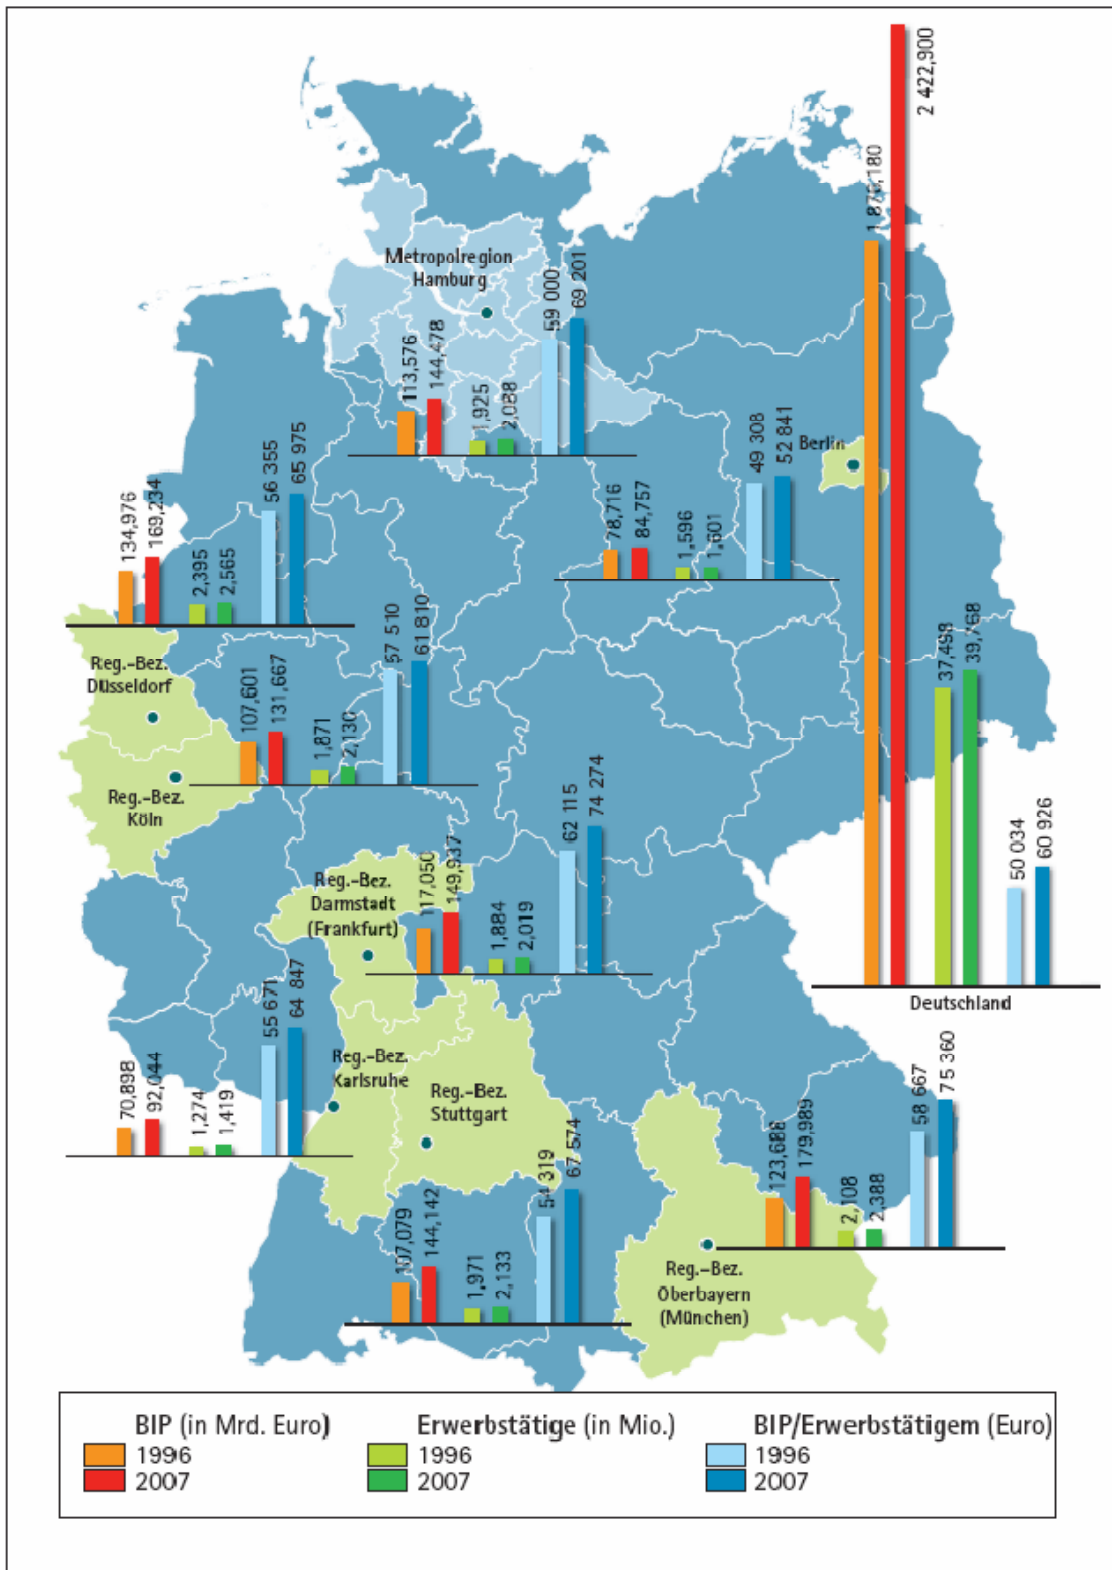 2 422,900
1 876,180
Metropolregion
Hamburg
113,576
144,478
1,925
2,088
59 000
69 201
Berlin
78,716
84,757
1,596
1,601
49 308
52 841
134,976
169,234
2,395
2,565
56 355
65 975
Reg.-Bez.
Düsseldorf
107,601
131,667
1,871
2,130
57 510
61 810
Reg.-Bez.
Köln
37,498
39,768
50 034
60 926
Deutschland
Reg.-Bez.
Darmstadt
(Frankfurt)
117,050
149,937
1,884
2,019
62 115
74 274
Reg.-Bez.
Karlsruhe
70,898
92,044
1,274
1,419
55 671
64 847
Reg.-Bez.
Stuttgart
107,079
144,142
1,971
2,133
54 319
67 574
123,688
179,989
2,108
2,388
58 667
75 360
Reg.-Bez.
Oberbayern
(München)
BIP (in Mrd. Euro)
1996
2007
Erwerbstätige (in Mio.)
1996
2007
BIP/Erwerbstätigem (Euro)
1996
2007